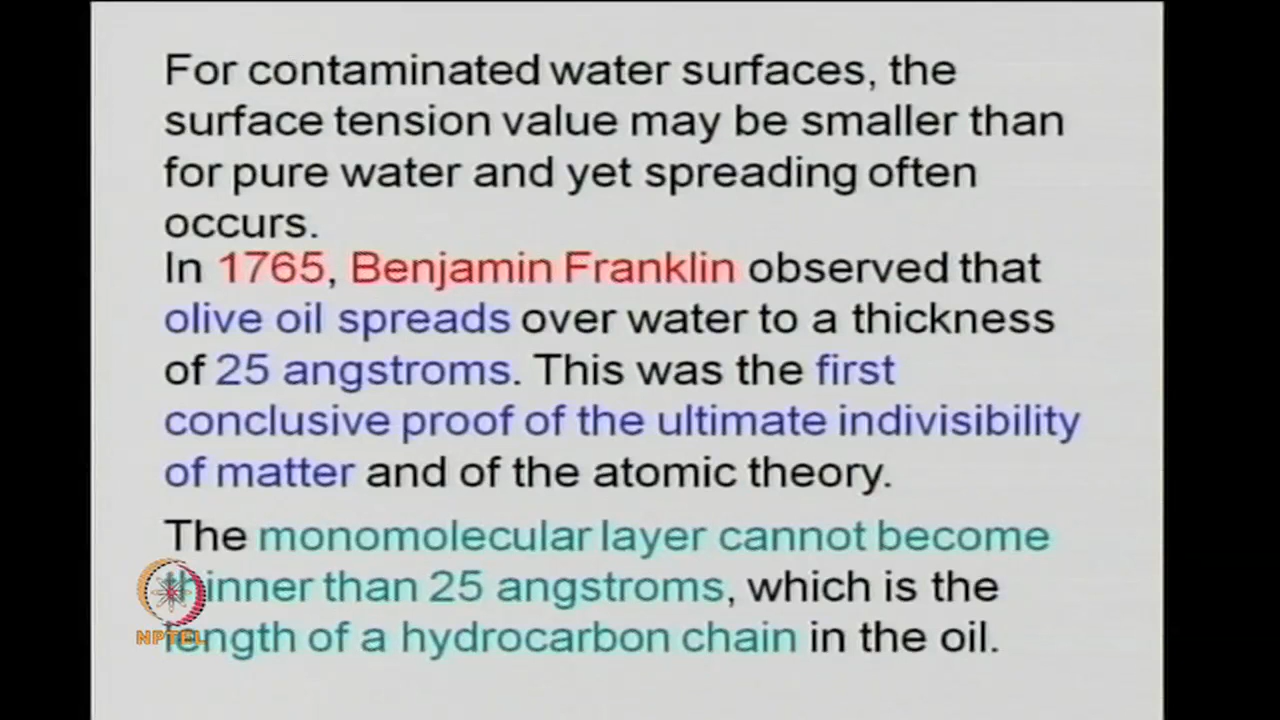 For contaminated water surfaces, the
surface tension value may be smaller than
for pure water and yet spreading often
occurs.
In 1765, Benjamin Franklin observed that
olive oil spreads over water to a thickness
of 25 angstroms. This was the first
conclusive proof of the ultimate indivisibility
of matter and of the atomic theory.
The monomolecular layer cannot become
thinner than 25 angstroms, which is the
length of a hydrocarbon chain in the oil.
NPTEL